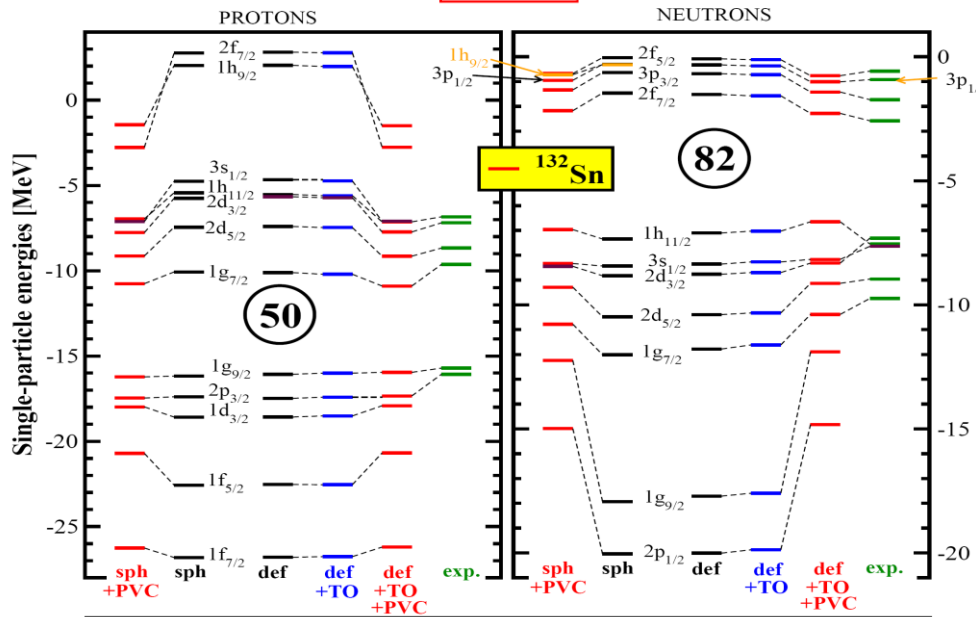 PROTONS
NEUTRONS
Single-particle energies [MeV]
0
-5
-10
-15
-20
-25
2f7/2
1h9/2
3s1/2
1h11/2
2d3/2
2d5/2
1g7/2
50
1g9/2
2p3/2
1d3/2
1f5/2
1f7/2
sph
+PVC
sph
def
def
+TO
def
+TO
+PVC
exp.
132Sn
1h9/2
3p1/2
2f5/2
3p3/2
2f7/2
82
1h11/2
3s1/2
2d3/2
2d5/2
1g7/2
1g9/2
2p1/2
sph
+PVC
sph
def
def
+TO
def
+TO
+PVC
exp.
0
3p1
-5
-10
-15
-20